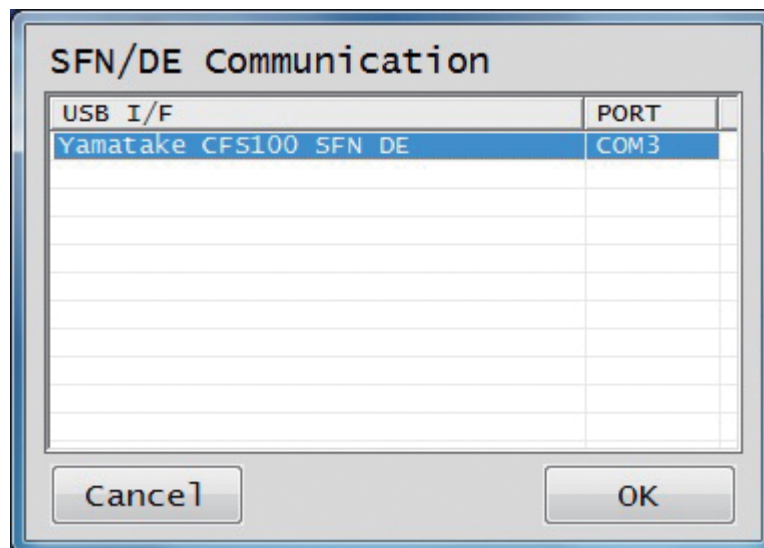 SFN/DE Communication
USB I/F PORT
Yamatake CFS100 SFN DE COM3
Cancel OK